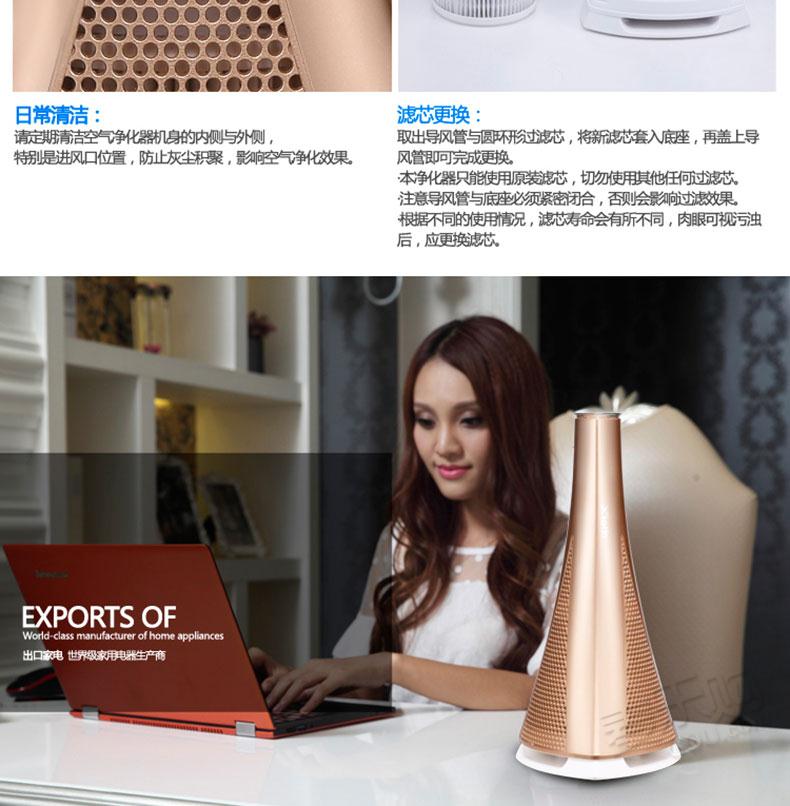 日常清洁：
请定期清洁空气净化器机身的内侧与外侧，
特别是进风口位置，防止灰尘积聚，影响空气净化效果。
滤芯更换：
取出导风管与圆环形过滤芯，将新滤芯套入底座，再盖上导
风管即可完成更换。
·本净化器只能使用原装滤芯，切勿使用其他任何过滤芯。
·注意导风管与底座必须紧密闭合，否则会影响过滤效果。
·根据不同的使用情况，滤芯寿命会有所不同，肉眼可视污浊
后，应更换滤芯。
EXPORTS OF
World-class manufacturer of home appliances
出口家电 世界级家用电器生产商